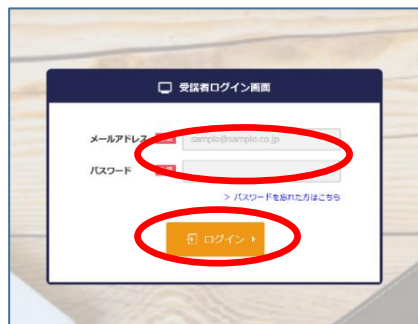 受講者ログイン画面
メールアドレス
sample@sample.co.jp
パスワード
> パスワードを忘れた方はこちら
ログイン